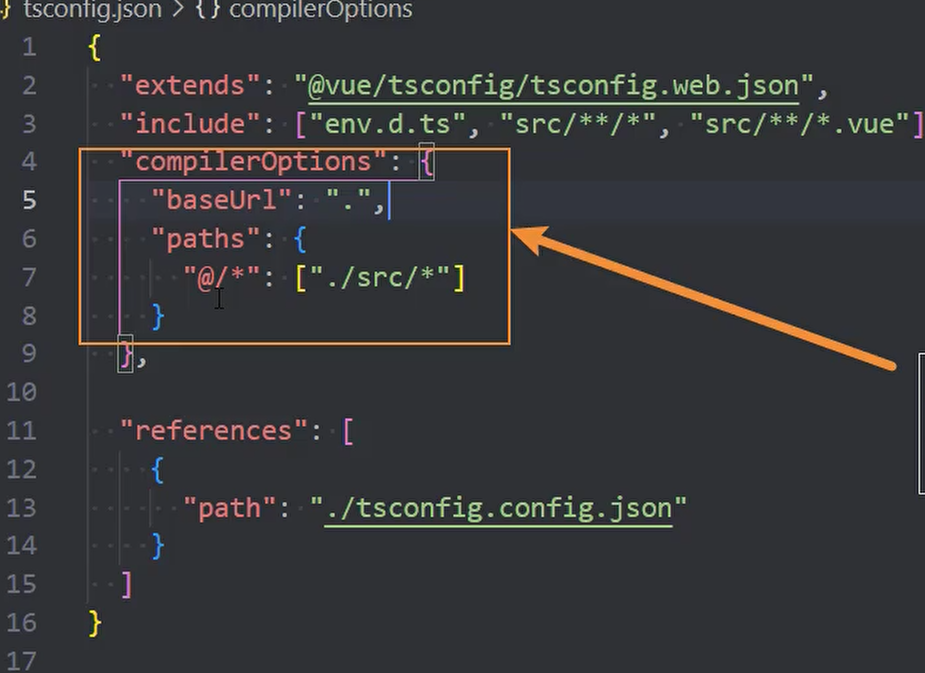 tsconfig.json > {} compilerOptions
1 {
2 "extends": "@vue/tsconfig/tsconfig.web.json",
3 "include": ["env.d.ts", "src/**/*", "src/**/*.vue"]
4 "compilerOptions": {
5 "baseUrl": ".",
6 "paths": {
7 "@/*": ["./src/*"]
8 }
9 },
10
11 "references": [
12 {
13 "path": "./tsconfig.config.json"
14 }
15 ]
16 }
17